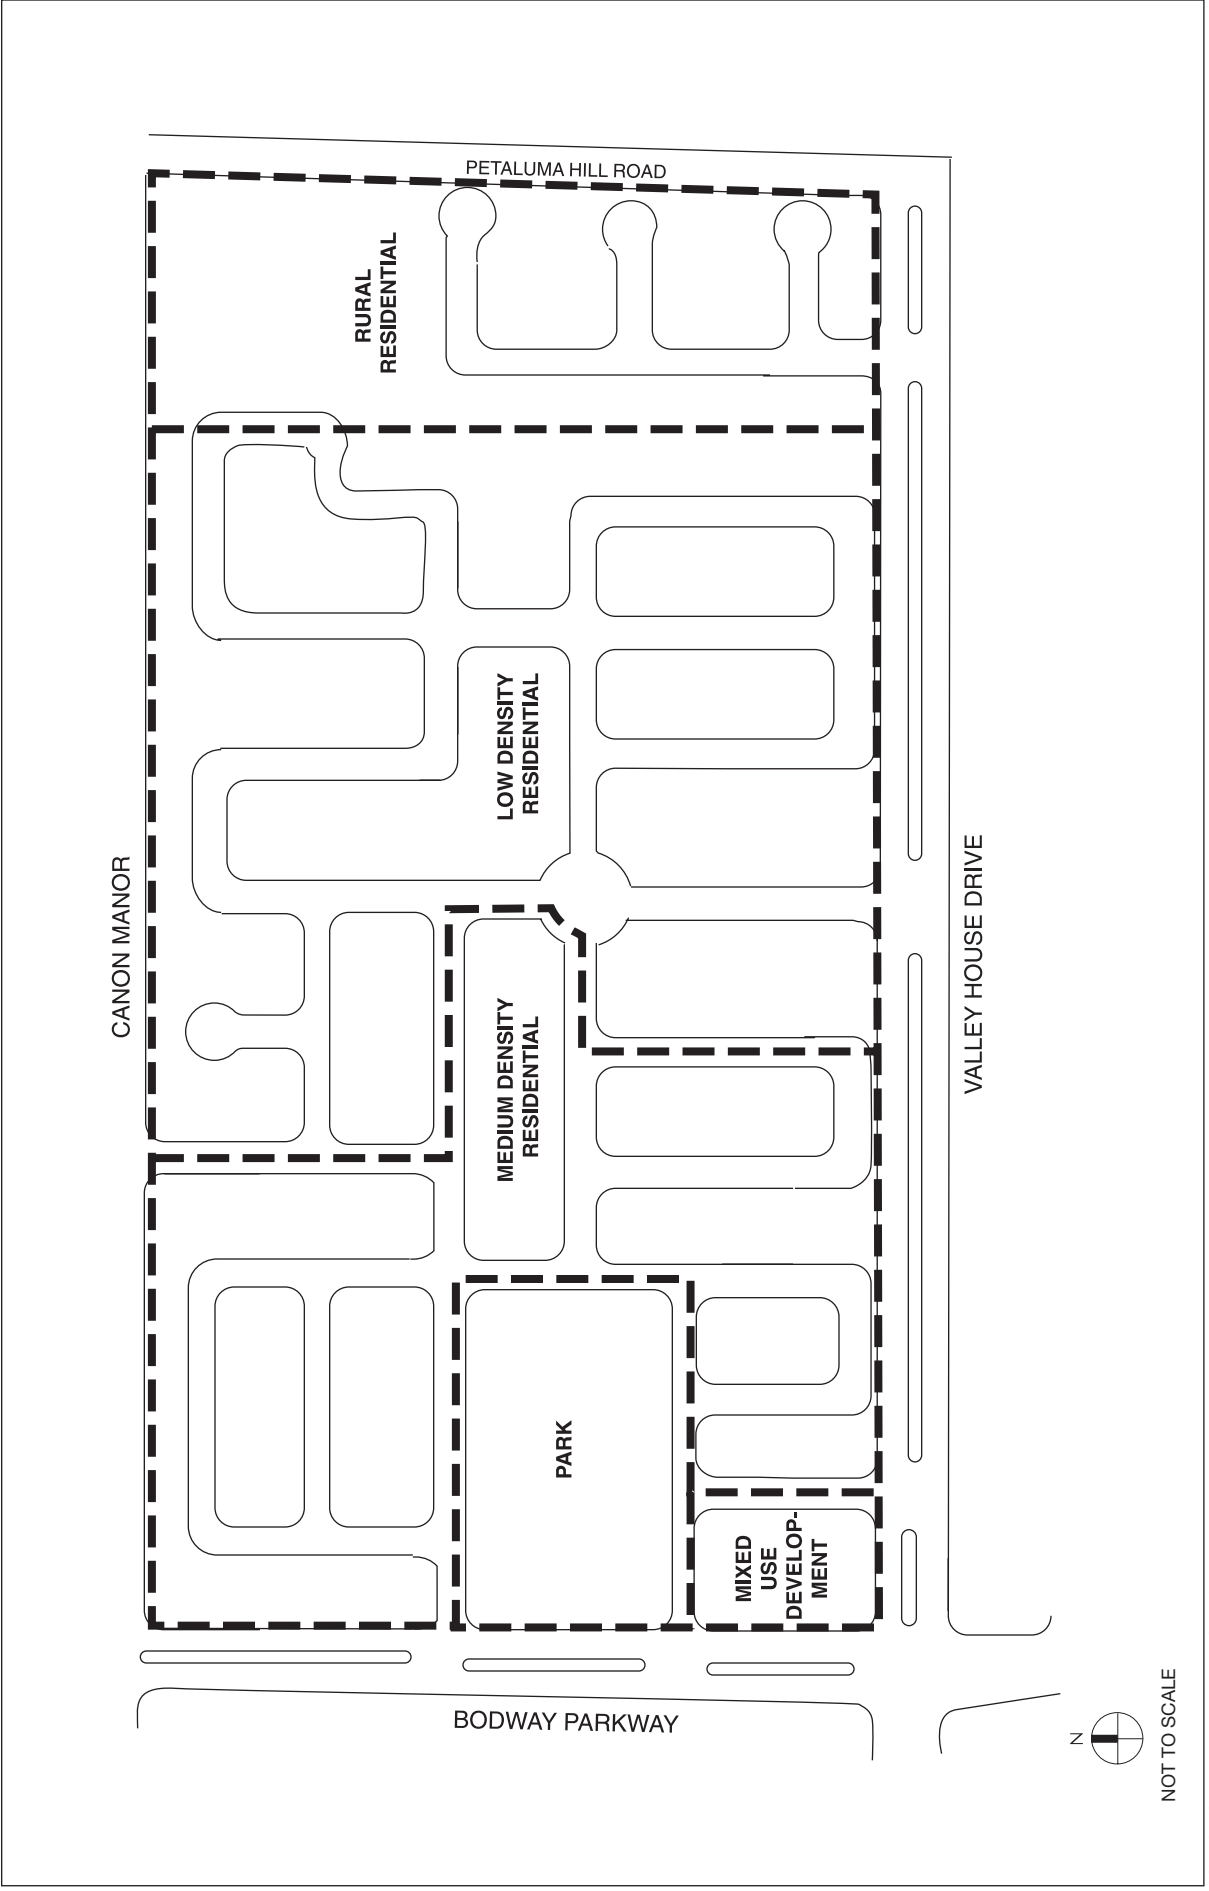 PETALUMA HILL ROAD
RURAL
RESIDENTIAL
CANON MANOR
LOW DENSITY
RESIDENTIAL
MEDIUM DENSITY
RESIDENTIAL
VALLEY HOUSE DRIVE
PARK
MIXED
USE
DEVELOP-
MENT
BODWAY PARKWAY
N
NOT TO SCALE